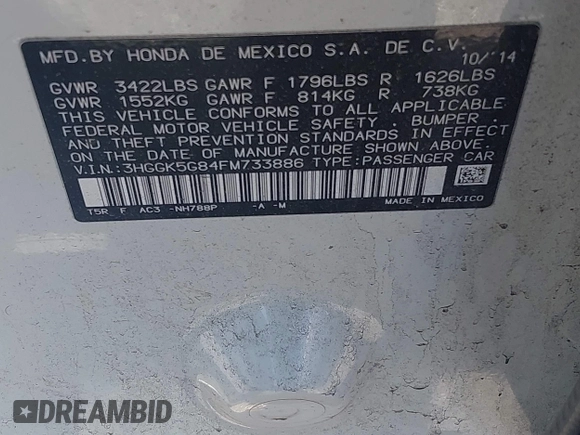 MFD.BY HONDA DE MEXICO S.A. DE C.V.
10/'14
GVWR 3422LBS GAWR F 1796LBS R 1626LBS
GVWR 1552KG GAWR F 814KG R 738KG
THIS VEHICLE CONFORMS TO ALL APPLICABLE
FEDERAL MOTOR VEHICLE SAFETY, BUMPER,
AND THEFT PREVENTION STANDARDS IN EFFECT
ON THE DATE OF MANUFACTURE SHOWN ABOVE.
V.I.N.:3HGGK5G84FM733886 TYPE:PASSENGER CAR
T5R F AC3 -NH788P -A -M
MADE IN MEXICO
DREAMBID